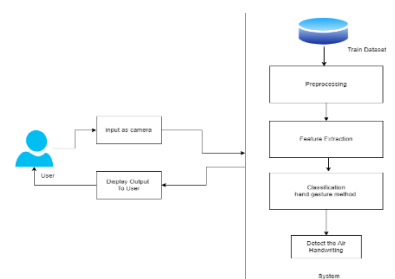 Train Dataset
Preprocessing
input as camera
Feature Extraction
User
Display Output
To User
Classification
hand gesture method
Detect the Air
Handwriting
System